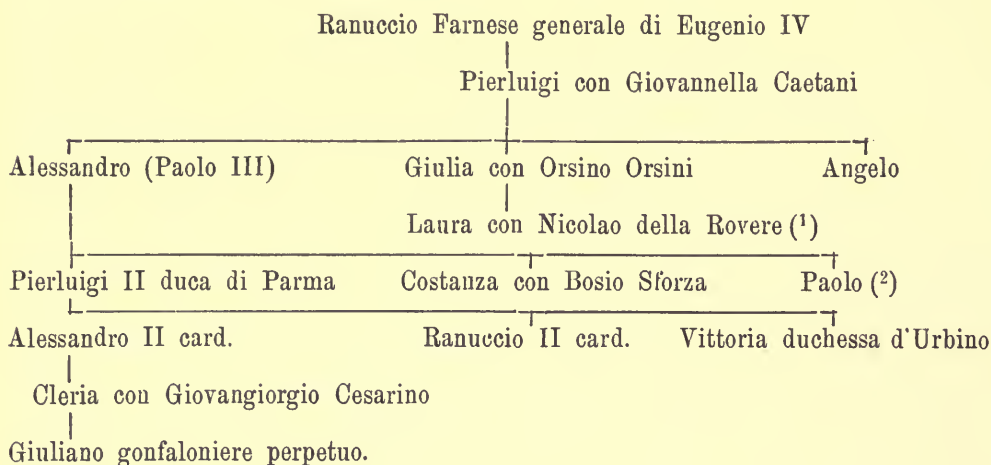 Ranuccio Farnese generale di Eugenio IV
Pierluigi con Giovannella Caetani
Alessandro (Paolo III) Giulia con Orsino Orsini Angelo
Laura con Nicolao della Rovere (¹)
Pierluigi II duca di Parma Costanza con Bosio Sforza Paolo (²)
Alessandro II card. Ranuccio II card. Vittoria duchessa d'Urbino
Cleria con Giovangiorgio Cesarino
Giuliano gonfaloniere perpetuo.